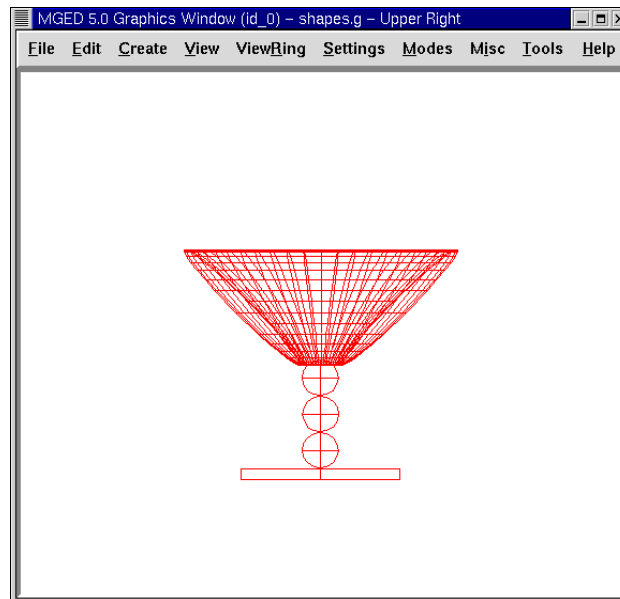 MGED 5.0 Graphics Window (id_0) – shapes.g – Upper Right
File Edit Create View ViewRing Settings Modes Misc Tools Help